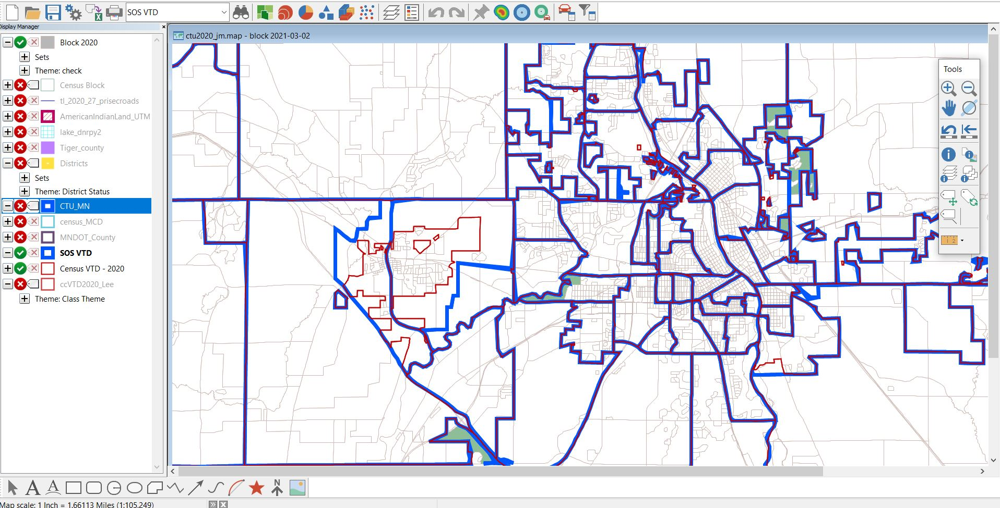 SOS VTD
Display Manager
Block 2020
Sets
Theme: check
Census Block
tl_2020_27_prisecroads
AmericanIndianLand_UTM
lake_dnrpy2
Tiger_county
Districts
Sets
Theme: District Status
CTU_MN
census_MCD
MNDOT_County
SOS VTD
Census VTD - 2020
ccVTD2020_Lee
Theme: Class Theme
ctu2020_jm.map - block 2021-03-02
Tools
1 2
A A
N
Map scale: 1 Inch = 1.66113 Miles (1:105,249)